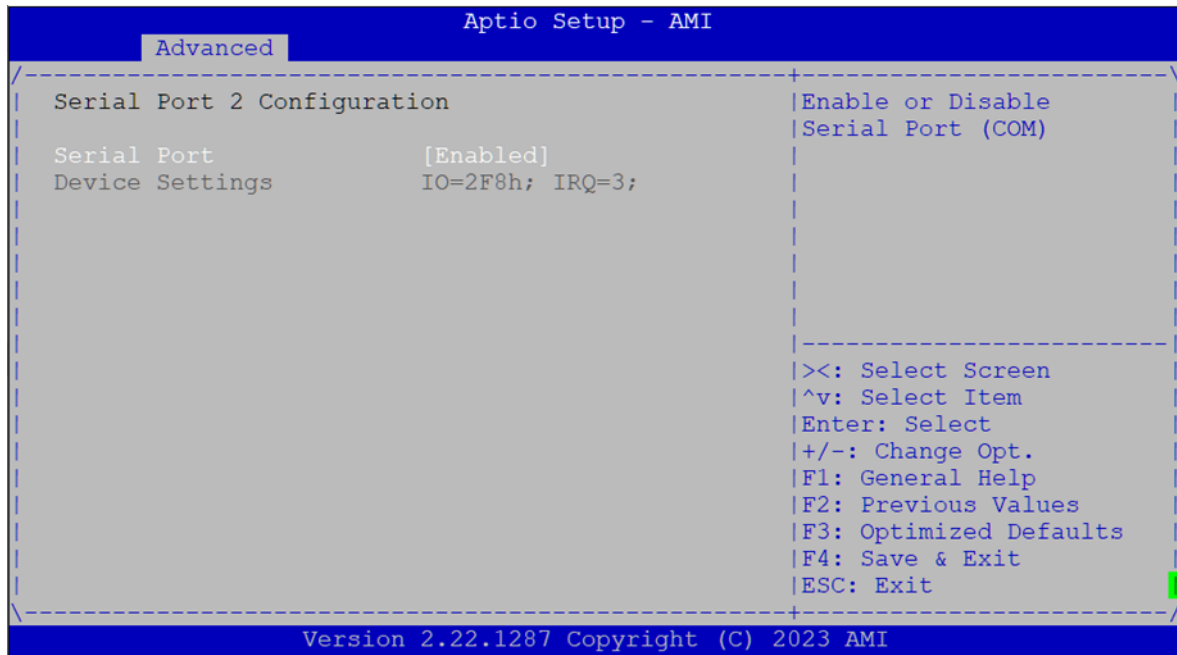 Aptio Setup - AMI
Advanced
Serial Port 2 Configuration
Serial Port [Enabled]
Device Settings IO=2F8h; IRQ=3;
Enable or Disable
Serial Port (COM)
><: Select Screen
^v: Select Item
Enter: Select
+/-: Change Opt.
F1: General Help
F2: Previous Values
F3: Optimized Defaults
F4: Save & Exit
ESC: Exit
Version 2.22.1287 Copyright (C) 2023 AMI